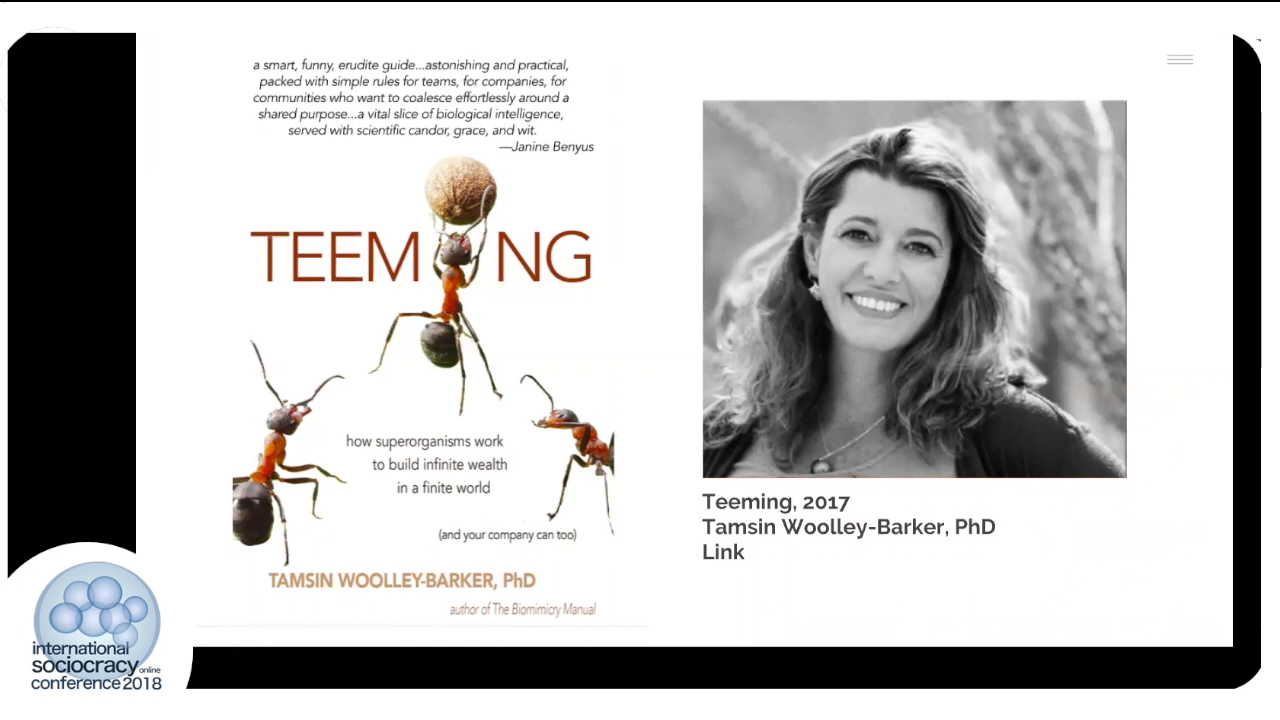 a smart, funny, erudite guide...astonishing and practical,
packed with simple rules for teams, for companies, for
communities who want to coalesce effortlessly around a
shared purpose...a vital slice of biological intelligence,
served with scientific candor, grace, and wit.
—Janine Benyus
TEEM NG
how superorganisms work
to build infinite wealth
in a finite world
(and your company can too)
TAMSIN WOOLLEY-BARKER, PhD
author of The Biomimicry Manual
Teeming, 2017
Tamsin Woolley-Barker, PhD
Link
international
sociocracy online
conference 2018